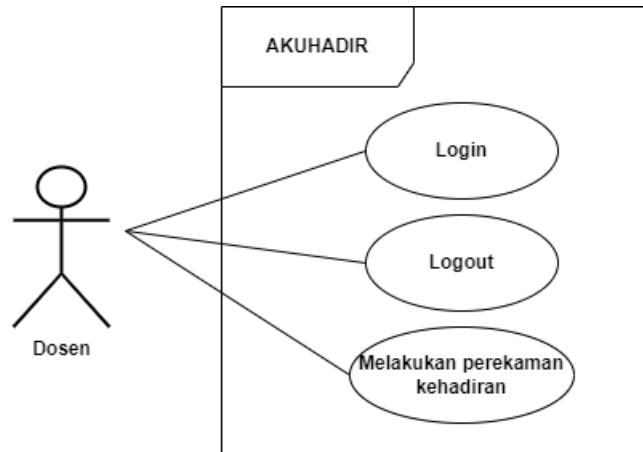 AKUHADIR
Login
Logout
Dosen
Melakukan perekaman
kehadiran